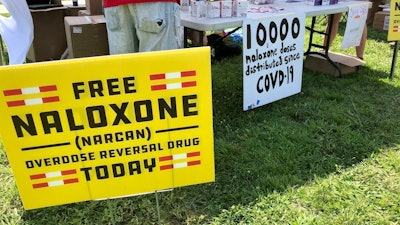 FREE
NALOXONE
(NARCAN)
OVERDOSE REVERSAL DRUG
TODAY
10000
naloxone doses
distributed since
COVID-19